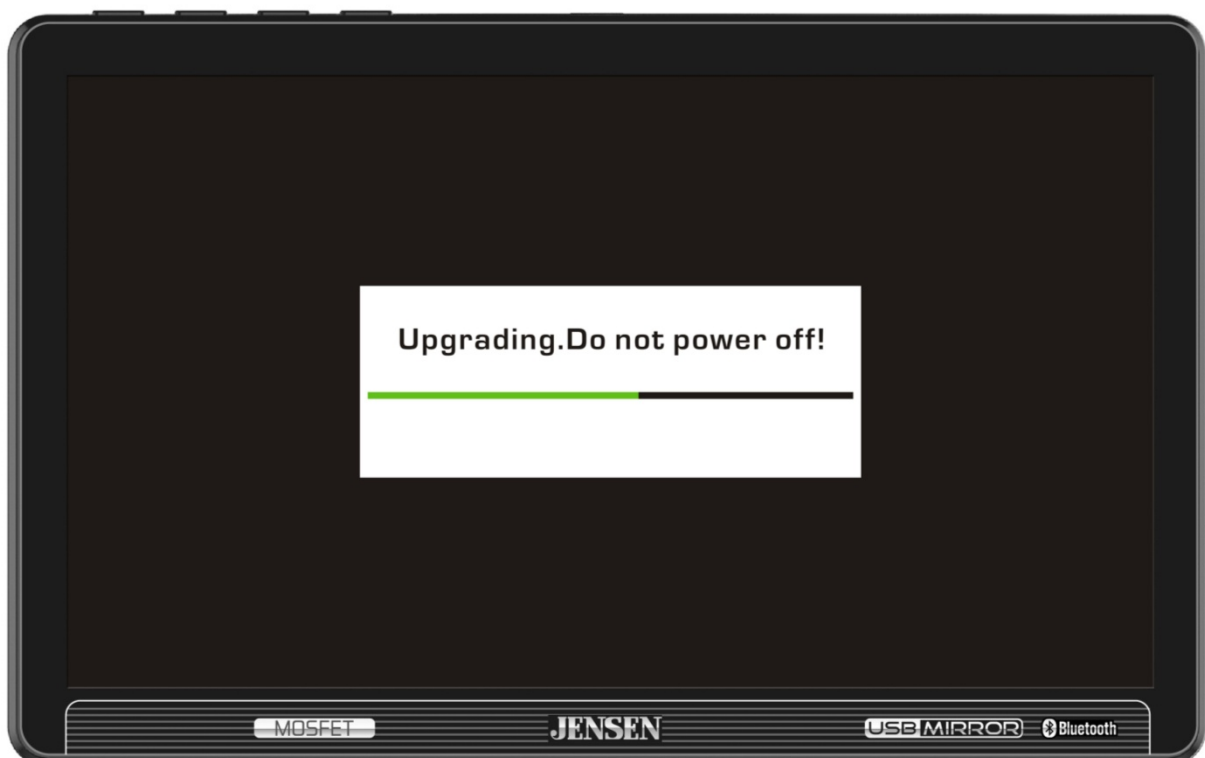 Upgrading.Do not power off!
MOSFET
JENSEN
USB MIRROR
Bluetooth